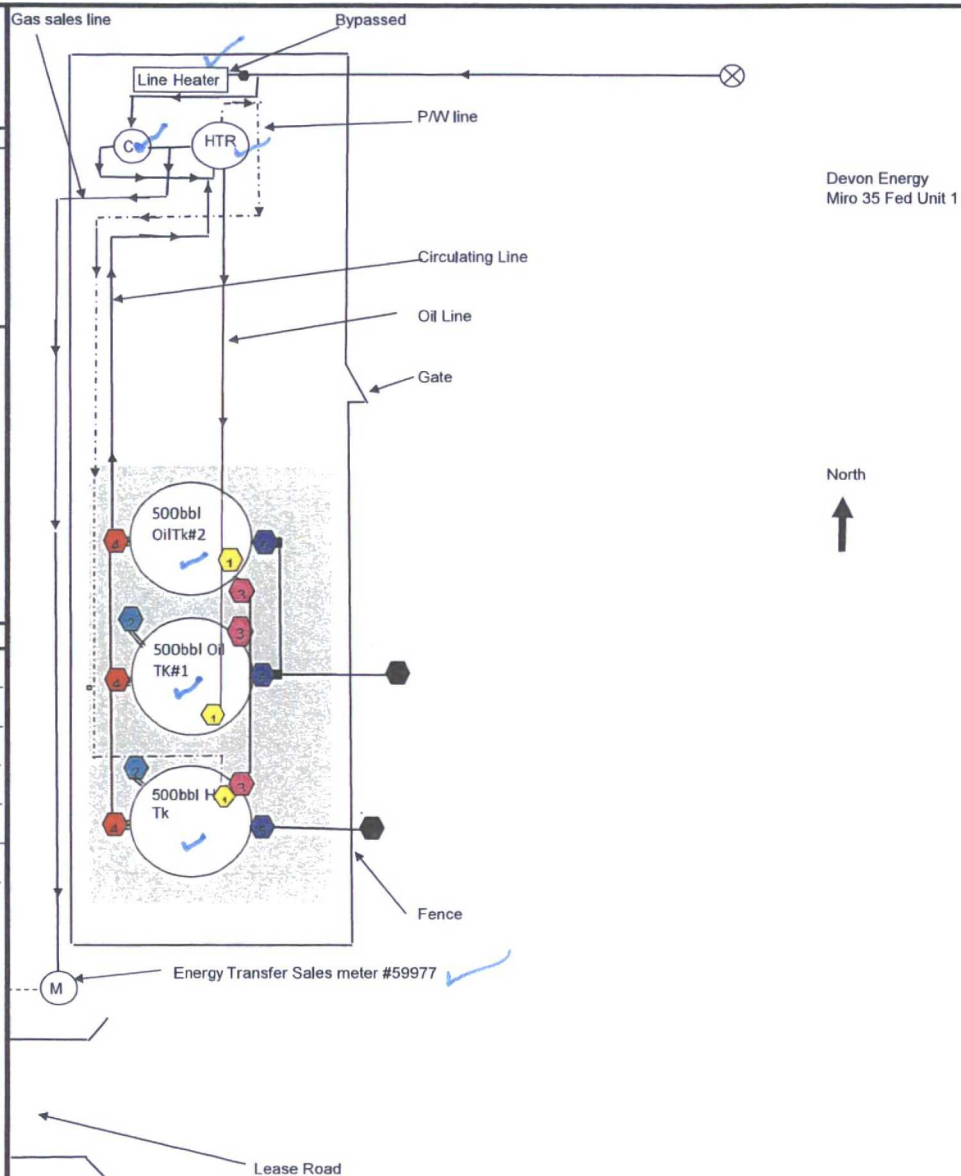 Gas sales line
Bypassed
Line Heater
P/W line
HTR
Devon Energy
Miro 35 Fed Unit 1
Circulating Line
Oil Line
Gate
North
500bbl
OilTk#2
4
1
3
2
3
500bbl Oil
TK#1
4
1
2
3
500bbl H
Tk
1
4
Fence
Energy Transfer Sales meter #59977
M
Lease Road